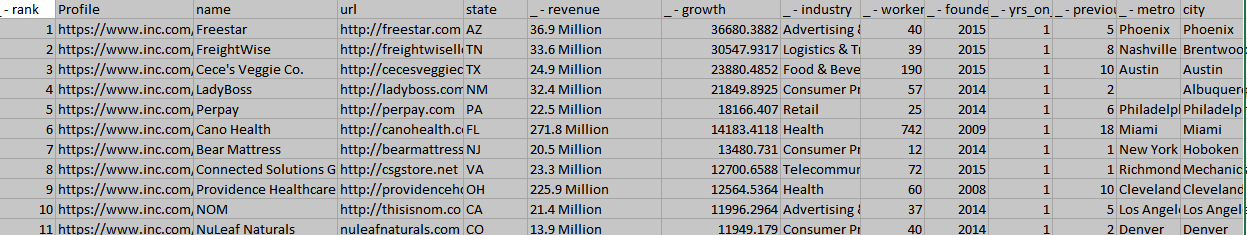 _ - rank Profile name url state _ - revenue _ - growth _ - industry _ - worker _ - founde _ - yrs_on_ _ - previou _ - metro city
1 https://www.inc.com/ Freestar http://freestar.com AZ 36.9 Million 36680.3882 Advertising & 40 2015 1 5 Phoenix Phoenix
2 https://www.inc.com/ FreightWise http://freightwisell TN 33.6 Million 30547.9317 Logistics & Tr 39 2015 1 8 Nashville Brentwoo
3 https://www.inc.com/ Cece's Veggie Co. http://cecesveggiec TX 24.9 Million 23880.4852 Food & Beve 190 2015 1 10 Austin Austin
4 https://www.inc.com/ LadyBoss http://ladyboss.com NM 32.4 Million 21849.8925 Consumer Pr 57 2014 1 2 Albuquer
5 https://www.inc.com/ Perpay http://perpay.com PA 22.5 Million 18166.407 Retail 25 2014 1 6 Philadelp Philadelp
6 https://www.inc.com/ Cano Health http://canohealth.c FL 271.8 Million 14183.4118 Health 742 2009 1 18 Miami Miami
7 https://www.inc.com/ Bear Mattress http://bearmattress NJ 20.5 Million 13480.731 Consumer Pr 12 2014 1 1 New York Hoboken
8 https://www.inc.com/ Connected Solutions G http://csgstore.net VA 23.3 Million 12700.6588 Telecommur 72 2015 1 1 Richmond Mechanic
9 https://www.inc.com/ Providence Healthcare http://providenceho OH 225.9 Million 12564.5364 Health 60 2008 1 10 Cleveland Cleveland
10 https://www.inc.com/ NOM http://thisisnom.co CA 21.4 Million 11996.2964 Advertising & 37 2014 1 5 Los Angel Los Angel
11 https://www.inc.com/ NuLeaf Naturals nuleafnaturals.com CO 13.9 Million 11949.179 Consumer Pr 40 2014 1 2 Denver Denver